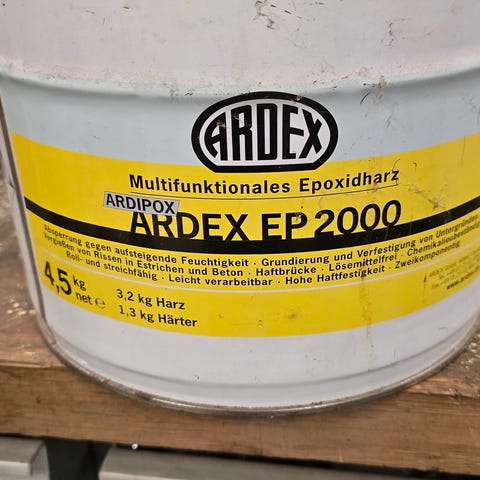 ARDEX
Multifunktionales Epoxidharz
ARDIPOX
ARDEX EP 2000
Absperrung gegen aufsteigende Feuchtigkeit · Grundierung und Verfestigung von Untergründen
Vergießen von Rissen in Estrichen und Beton · Haftbrücke · Lösemittelfrei · Chemikalienbeständig
Roll- und streichfähig · Leicht verarbeitbar · Hohe Haftfestigkeit · Zweikomponentig
4,5 kg
net e
3,2 kg Harz
1,3 kg Härter